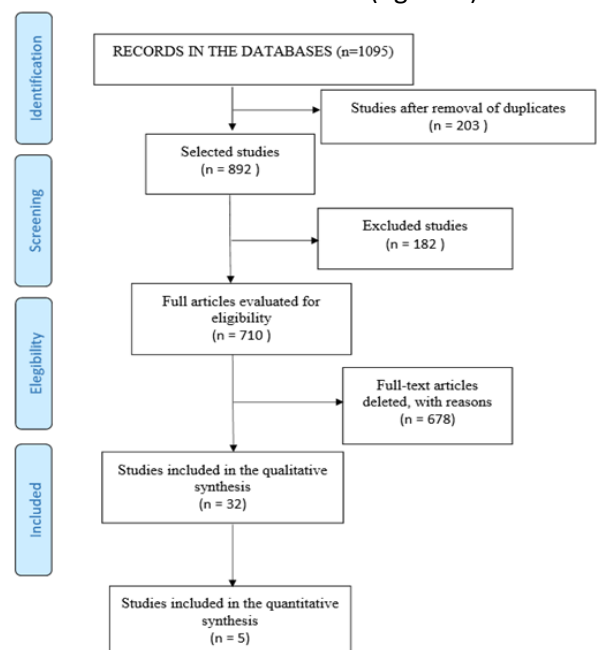 Identification
RECORDS IN THE DATABASES (n=1095)
Studies after removal of duplicates
(n = 203 )
Selected studies
(n = 892 )
Screening
Excluded studies
(n = 182 )
Full articles evaluated for
eligibility
(n = 710 )
Elegibility
Full-text articles
deleted, with reasons
(n = 678)
Included
Studies included in the qualitative
synthesis
(n = 32)
Studies included in the quantitative
synthesis
(n = 5)